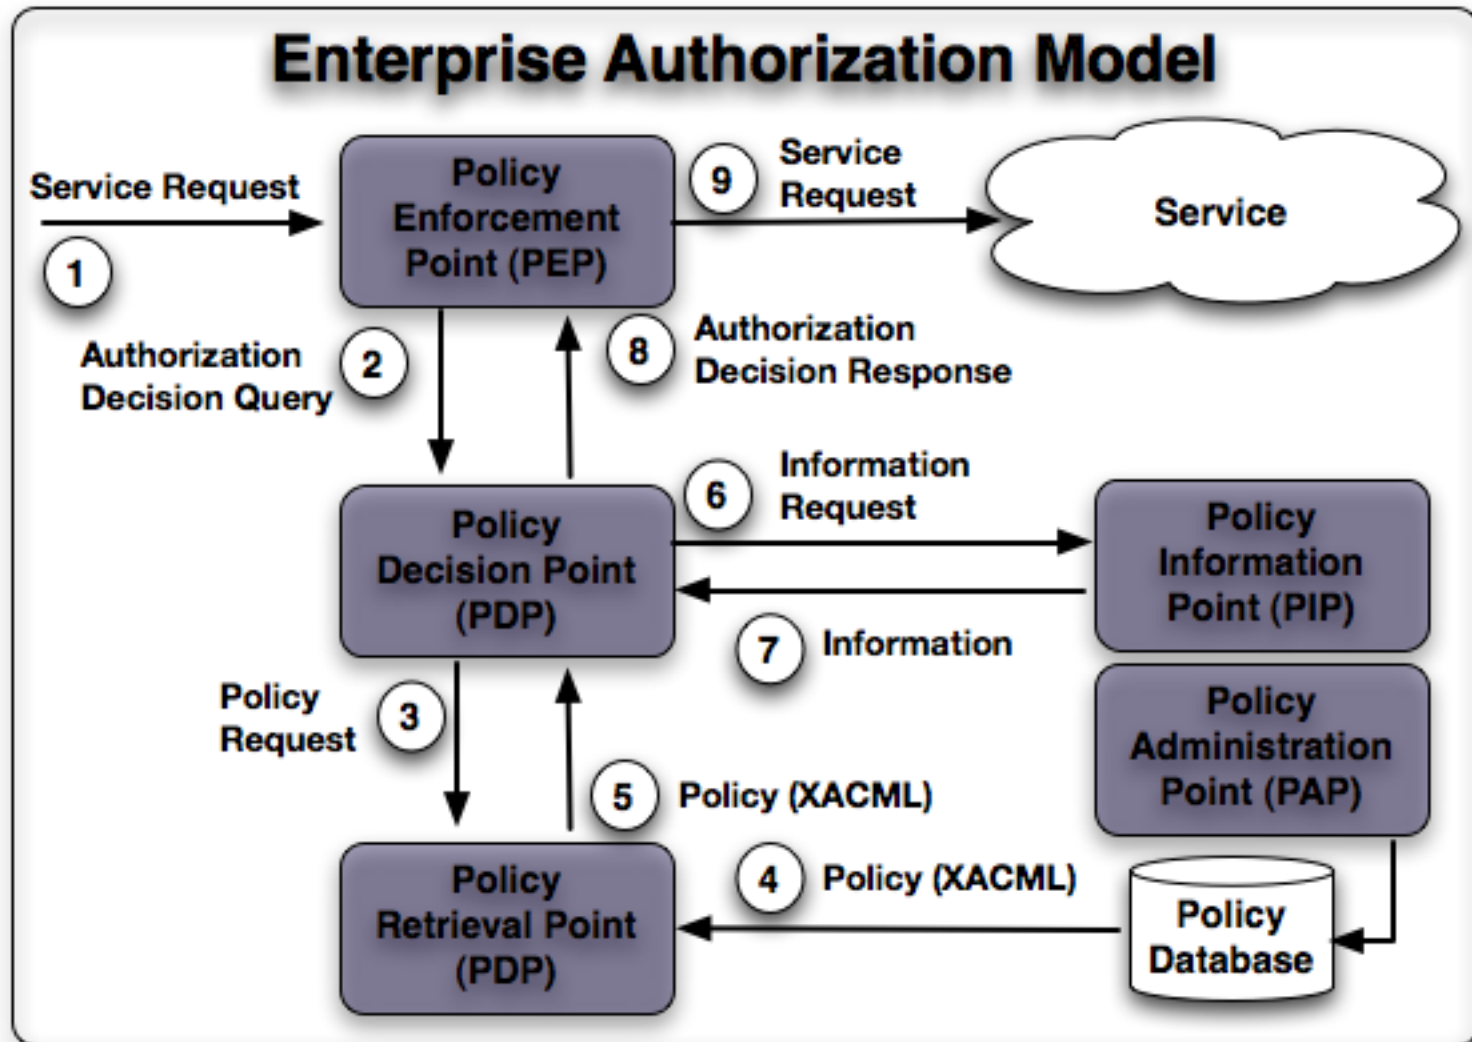 Enterprise Authorization Model
Service Request
1
Policy
Enforcement
Point (PEP)
9
Service
Request
Service
Authorization
Decision Query
2
8
Authorization
Decision Response
Policy
Decision Point
(PDP)
6
Information
Request
7
Information
Policy
Information
Point (PIP)
Policy
Request
3
5
Policy (XACML)
Policy
Administration
Point (PAP)
Policy
Retrieval Point
(PDP)
4
Policy (XACML)
Policy
Database